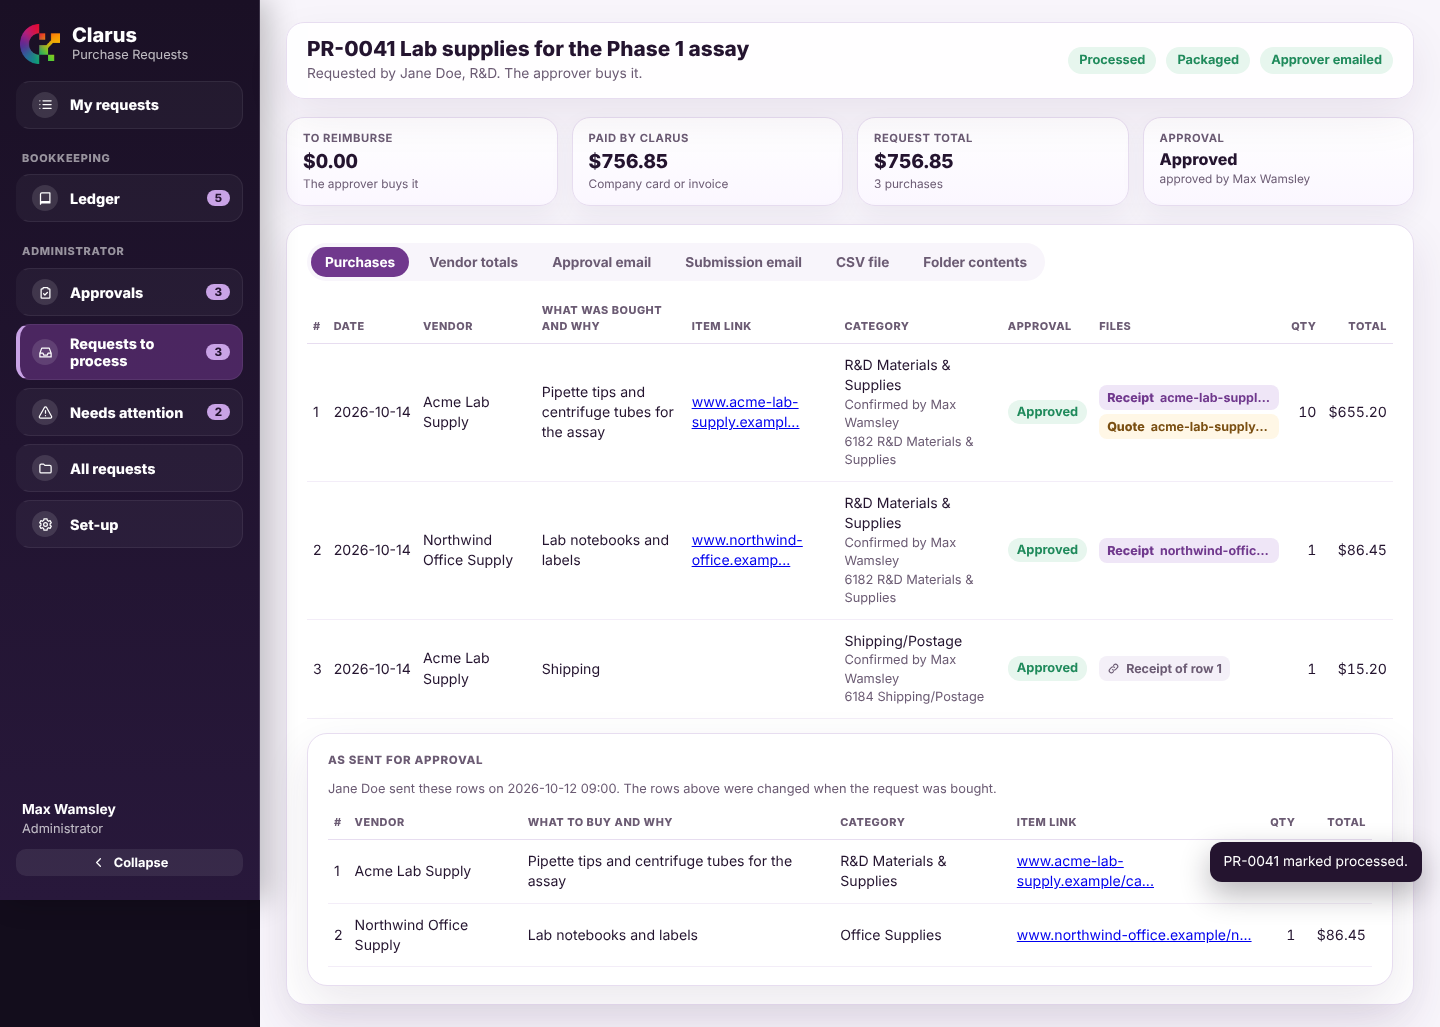 Clarus
Purchase Requests
My requests
BOOKKEEPING
Ledger 5
ADMINISTRATOR
Approvals 3
Requests to
process 3
Needs attention 2
All requests
Set-up
Max Wamsley
Administrator
Collapse
PR-0041 Lab supplies for the Phase 1 assay
Requested by Jane Doe, R&D. The approver buys it.
Processed Packaged Approver emailed
TO REIMBURSE
$0.00
The approver buys it
PAID BY CLARUS
$756.85
Company card or invoice
REQUEST TOTAL
$756.85
3 purchases
APPROVAL
Approved
approved by Max Wamsley
Purchases Vendor totals Approval email Submission email CSV file Folder contents
# DATE VENDOR WHAT WAS BOUGHT AND WHY ITEM LINK CATEGORY APPROVAL FILES QTY TOTAL
1 2026-10-14
Acme Lab
Supply
Pipette tips and
centrifuge tubes for
the assay
www.acme-lab-
supply.exampl...
R&D Materials &
Supplies
Confirmed by Max
Wamsley
6182 R&D Materials &
Supplies
Approved
Receipt acme-lab-suppl...
Quote acme-lab-supply...
10 $655.20
2 2026-10-14
Northwind
Office Supply
Lab notebooks and
labels
www.northwind-
office.examp...
R&D Materials &
Supplies
Confirmed by Max
Wamsley
6182 R&D Materials &
Supplies
Approved
Receipt northwind-offic...
1 $86.45
3 2026-10-14
Acme Lab
Supply
Shipping
Shipping/Postage
Confirmed by Max
Wamsley
6184 Shipping/Postage
Approved
Receipt of row 1
1 $15.20
AS SENT FOR APPROVAL
Jane Doe sent these rows on 2026-10-12 09:00. The rows above were changed when the request was bought.
# VENDOR WHAT TO BUY AND WHY CATEGORY ITEM LINK QTY TOTAL
1 Acme Lab Supply
Pipette tips and centrifuge tubes for the
assay
R&D Materials &
Supplies
www.acme-lab-
supply.example/ca...
PR-0041 marked processed.
2
Northwind Office
Supply
Lab notebooks and labels
Office Supplies
www.northwind-office.example/n...
1 $86.45